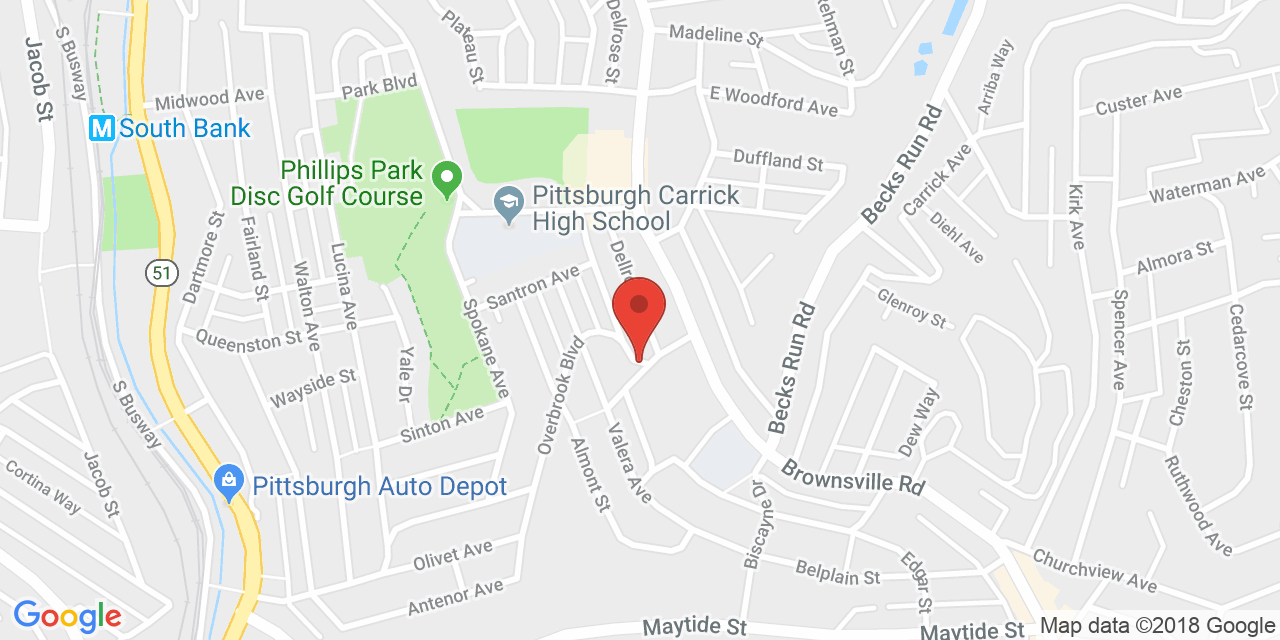 Jacob St
S Busway
Plateau St
Dellrose St
Madeline St
Rehman St
Midwood Ave
Park Blvd
E Woodford Ave
Arriba Way
Custer Ave
M
South Bank
Duffland St
Becks Run Rd
Carrick Ave
Phillips Park
Disc Golf Course
Pittsburgh Carrick
High School
Kirk Ave
Waterman Ave
Diehl Ave
Dartmore St
Fairland St
Walton Ave
Lucina Ave
51
Santron Ave
Almora St
Glenroy St
Spencer Ave
Cedarcove St
Queenston St
Spokane Ave
Becks Run Rd
Yale Dr
Wayside St
Overbrook Blvd
Cheston St
S Busway
Sinton Ave
Dew Way
Cortina Way
Jacob St
Pittsburgh Auto Depot
Almont St
Valera Ave
Brownsville Rd
Ruthwood Ave
Biscayne Dr
Olivet Ave
Belplain St
Edgar St
Churchview Ave
Antenor Ave
Google
Maytide St
Maytide St
Map data ©2018 Google